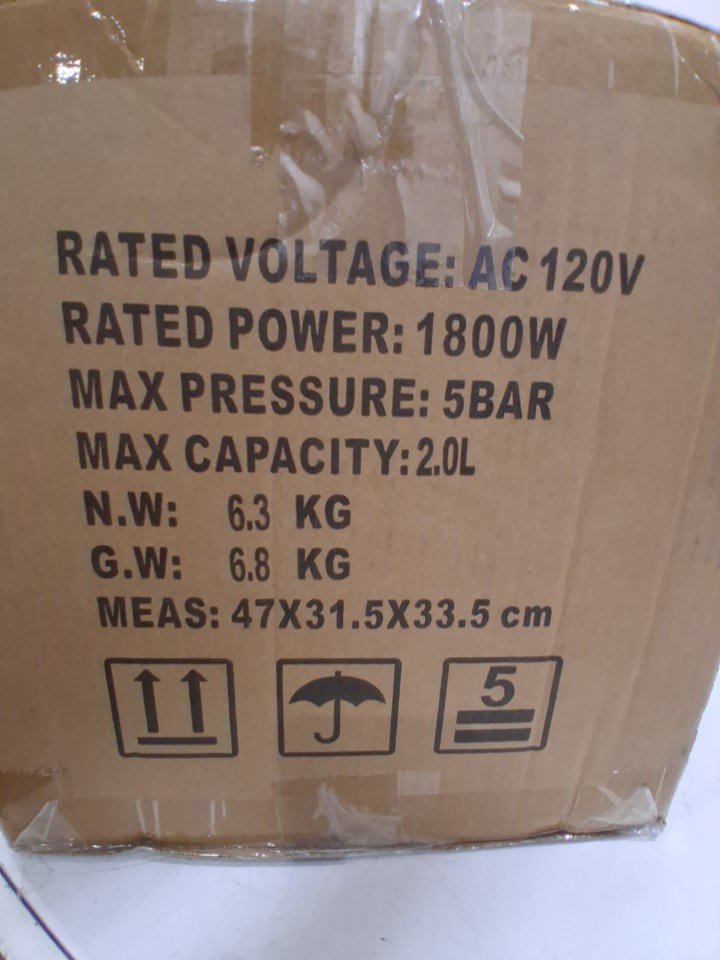 RATED VOLTAGE: AC 120V
RATED POWER: 1800W
MAX PRESSURE: 5BAR
MAX CAPACITY: 2.0L
N.W: 6.3 KG
G.W: 6.8 KG
MEAS: 47X31.5X33.5 cm
5